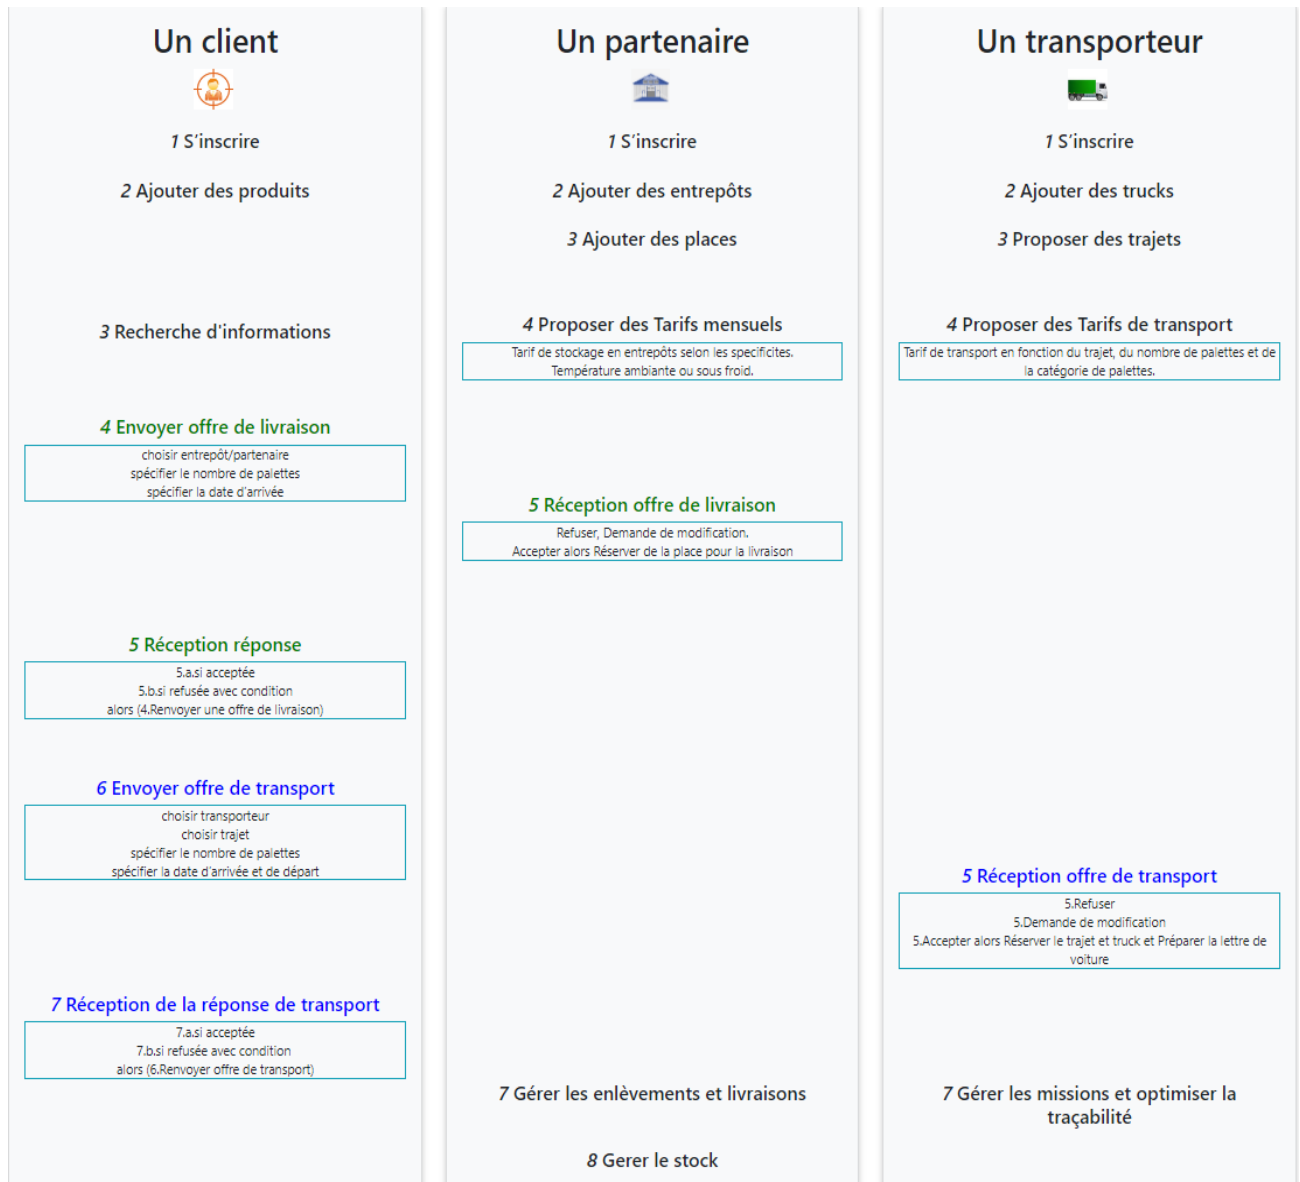 Un client
1 S'inscrire
2 Ajouter des produits
3 Recherche d'informations
4 Envoyer offre de livraison
choisir entrepôt/partenaire
spécifier le nombre de palettes
spécifier la date d'arrivée
5 Réception réponse
5.a.si acceptée
5.b.si refusée avec condition
alors (4.Renvoyer une offre de livraison)
6 Envoyer offre de transport
choisir transporteur
choisir trajet
spécifier le nombre de palettes
spécifier la date d'arrivée et de départ
7 Réception de la réponse de transport
7.a.si acceptée
7.b.si refusée avec condition
alors (6.Renvoyer offre de transport)
Un partenaire
1 S'inscrire
2 Ajouter des entrepôts
3 Ajouter des places
4 Proposer des Tarifs mensuels
Tarif de stockage en entrepôts selon les specificites.
Température ambiante ou sous froid.
5 Réception offre de livraison
Refuser, Demande de modification.
Accepter alors Réserver de la place pour la livraison
7 Gérer les enlèvements et livraisons
8 Gerer le stock
Un transporteur
1 S'inscrire
2 Ajouter des trucks
3 Proposer des trajets
4 Proposer des Tarifs de transport
Tarif de transport en fonction du trajet, du nombre de palettes et de
la catégorie de palettes.
5 Réception offre de transport
5.Refuser
5.Demande de modification
5.Accepter alors Réserver le trajet et truck et Préparer la lettre de
voiture
7 Gérer les missions et optimiser la
traçabilité